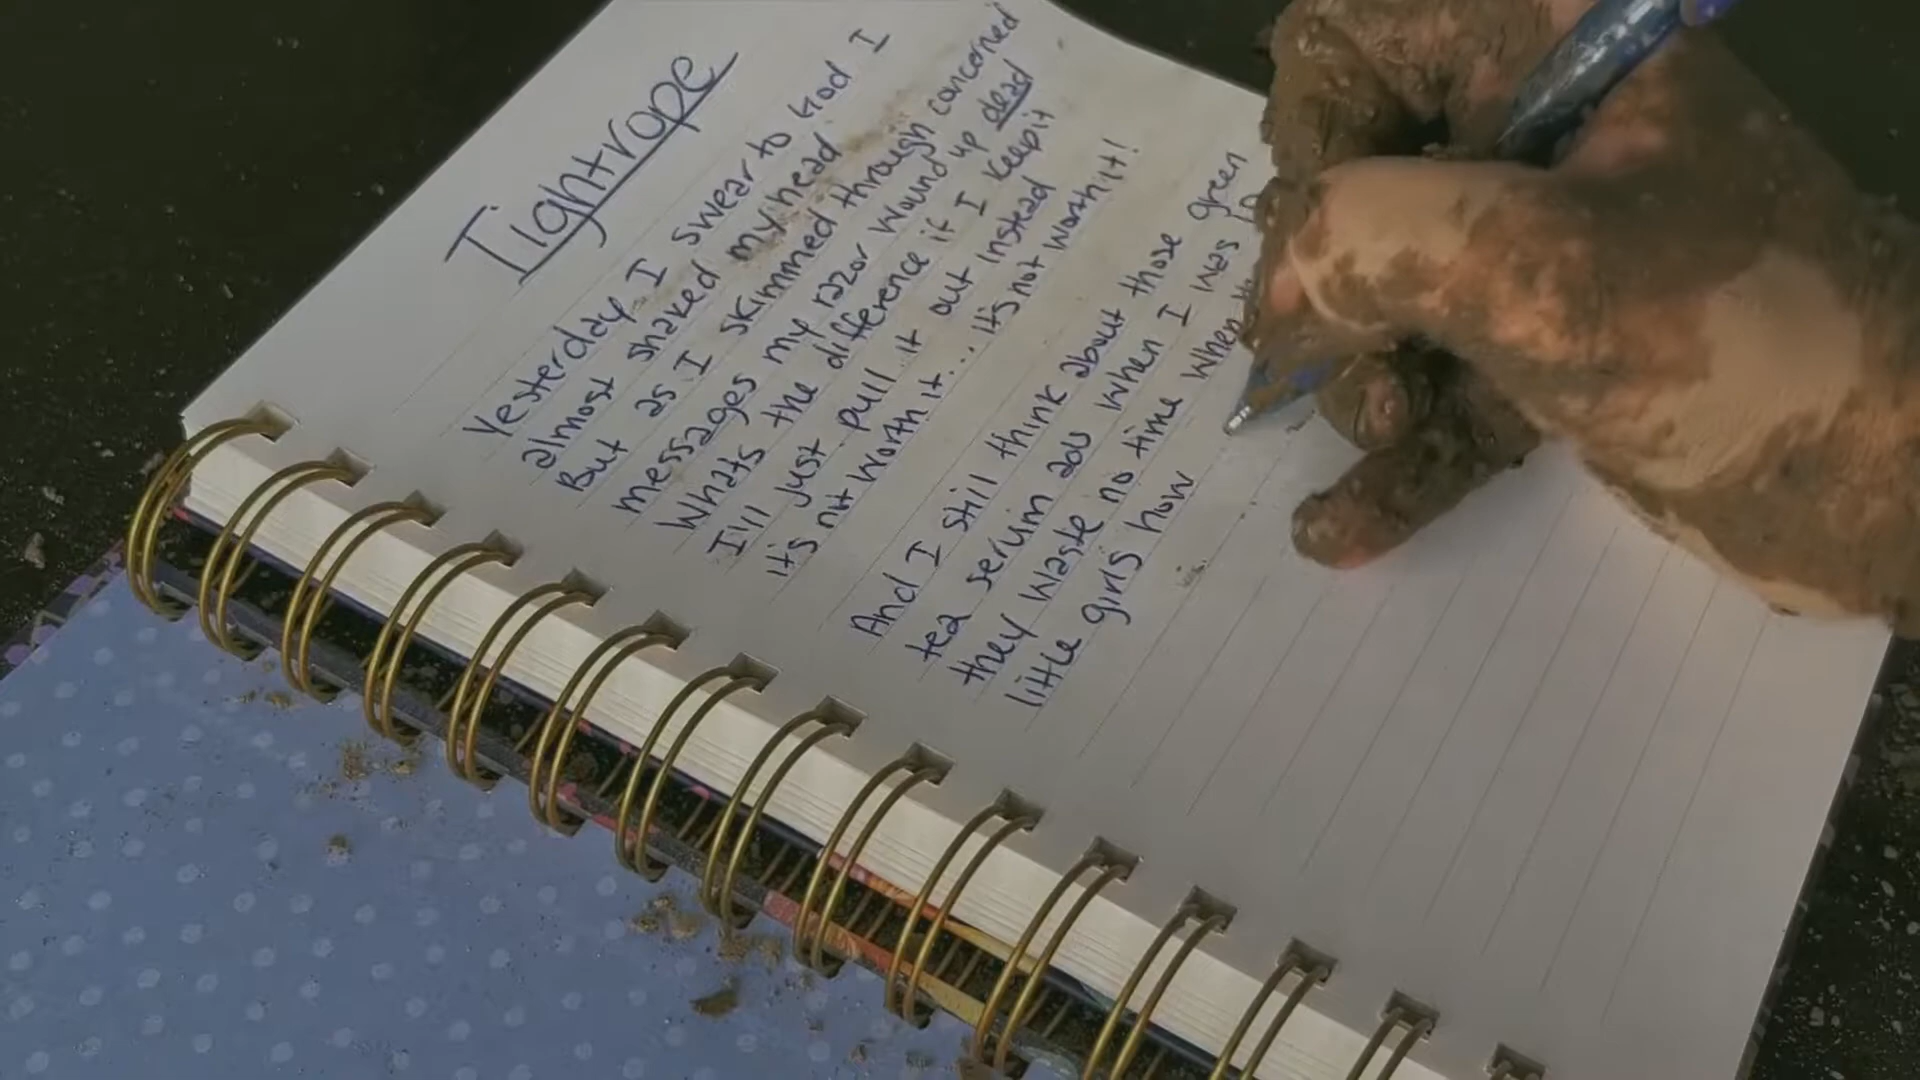 Tightrope
Yesterday I swear to God I
almost shaked my head
But as I skimmed through concerned
messages my razor wound up dead
Whats the difference if I keep it
I'll just pull it out instead
it's not worth it... it's not worth it!
And I still think about those green
tea serum ads when I was
they waste no time when
little girls how